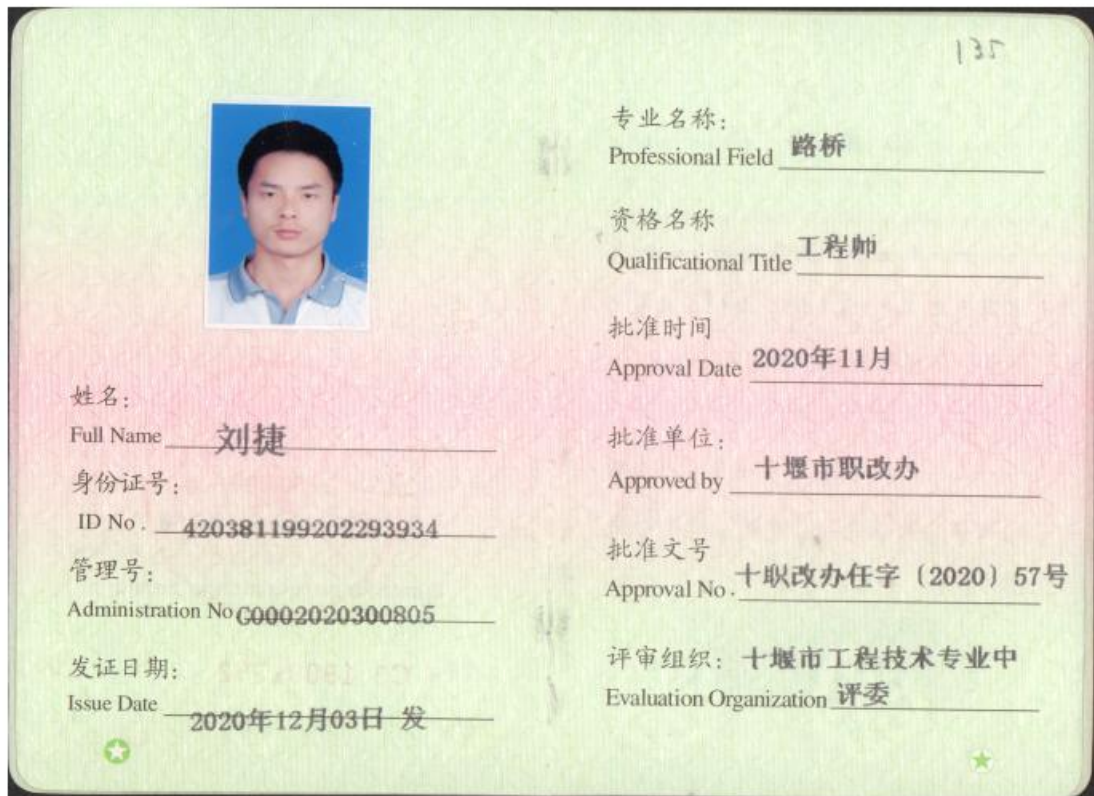 姓名:
Full Name 刘捷
身份证号:
ID No. 420381199202293934
管理号:
Administration No G0002020300805
发证日期:
Issue Date 2020年12月03日 发
专业名称:
Professional Field 路桥
资格名称
Qualificational Title 工程师
批准时间
Approval Date 2020年11月
批准单位:
Approved by 十堰市职改办
批准文号
Approval No. 十职改办任字〔2020〕57号
评审组织: 十堰市工程技术专业中
Evaluation Organization 评委